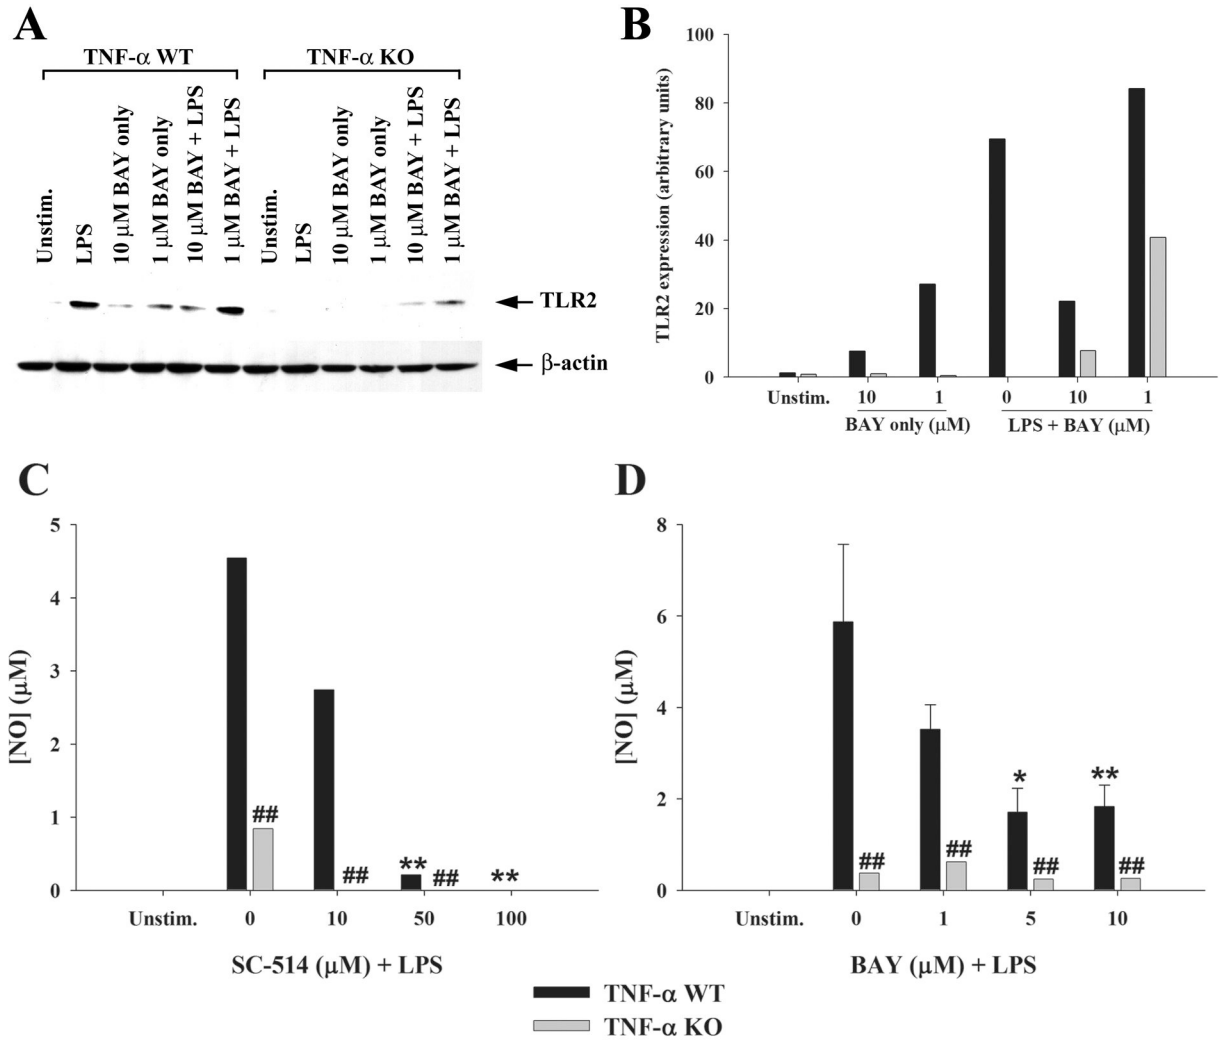 A
TNF-α WT
TNF-α KO
Unstim.
LPS
10 μM BAY only
1 μM BAY only
10 μM BAY + LPS
1 μM BAY + LPS
Unstim.
LPS
10 μM BAY only
1 μM BAY only
10 μM BAY + LPS
1 μM BAY + LPS
TLR2
β-actin
B
TLR2 expression (arbitrary units)
100
80
60
40
20
0
Unstim. 10 1 0 10 1
BAY only (μM) LPS + BAY (μM)
C
[NO] (μM)
5
4
3
2
1
0
##
##
** ##
**
Unstim. 0 10 50 100
SC-514 (μM) + LPS
D
[NO] (μM)
8
6
4
2
0
##
##
* ##
** ##
Unstim. 0 1 5 10
BAY (μM) + LPS
TNF-α WT
TNF-α KO